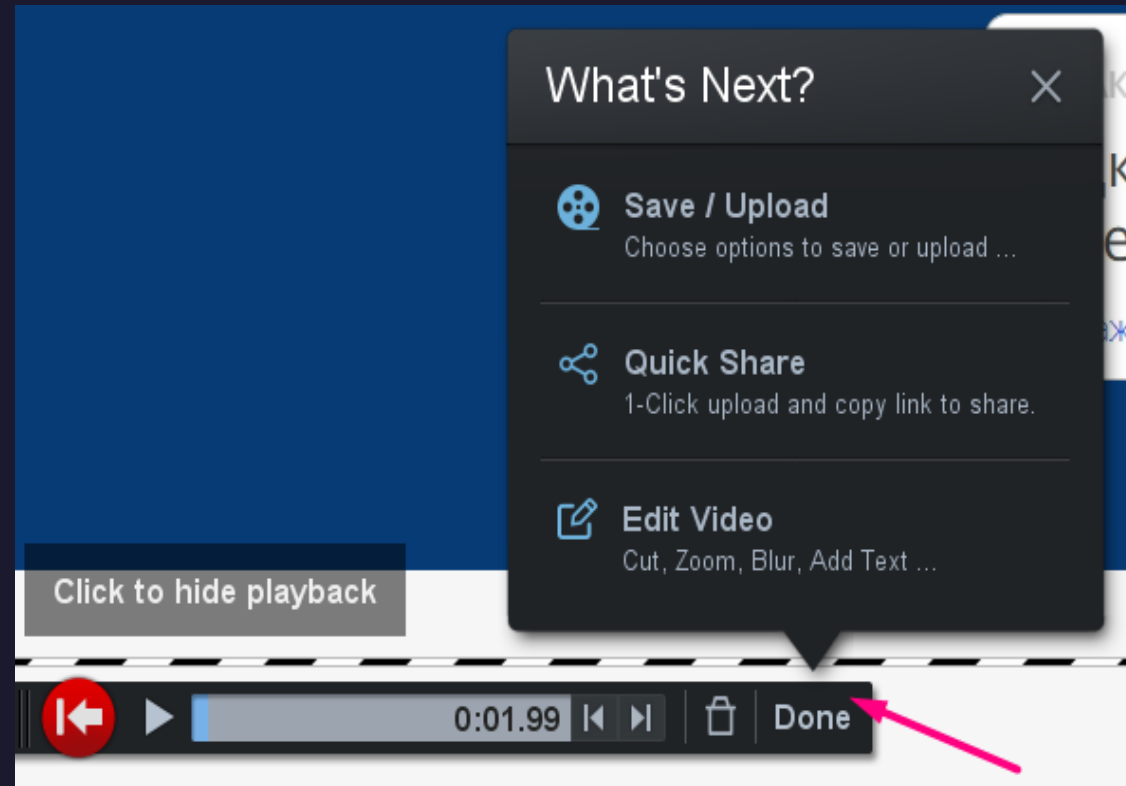 What's Next?
Save / Upload
Choose options to save or upload ...
Quick Share
1-Click upload and copy link to share.
Edit Video
Cut, Zoom, Blur, Add Text ...
Click to hide playback
0:01.99
Done